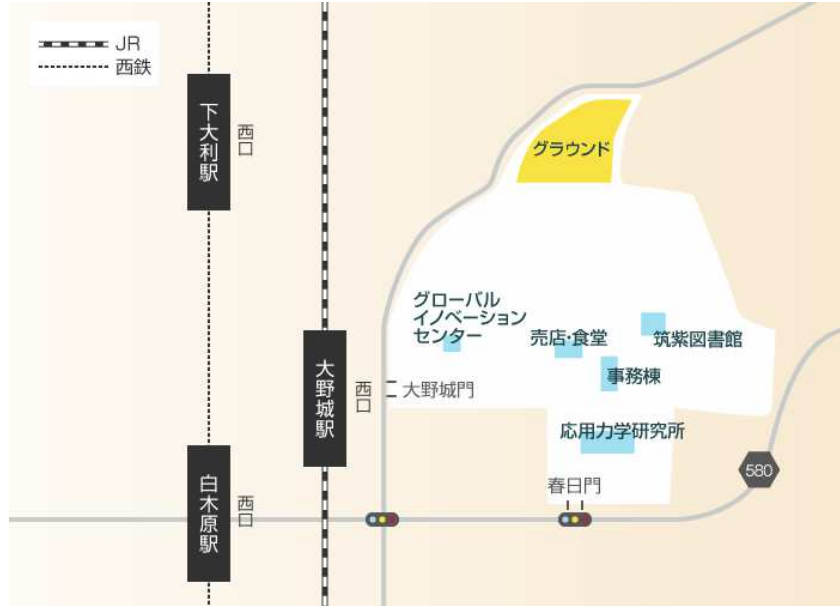 JR
西鉄
下大利駅
西口
グラウンド
グローバル
イノベーション
センター
売店・食堂
筑紫図書館
事務棟
大野城駅
西口
大野城門
応用力学研究所
580
春日門
白木原駅
西口